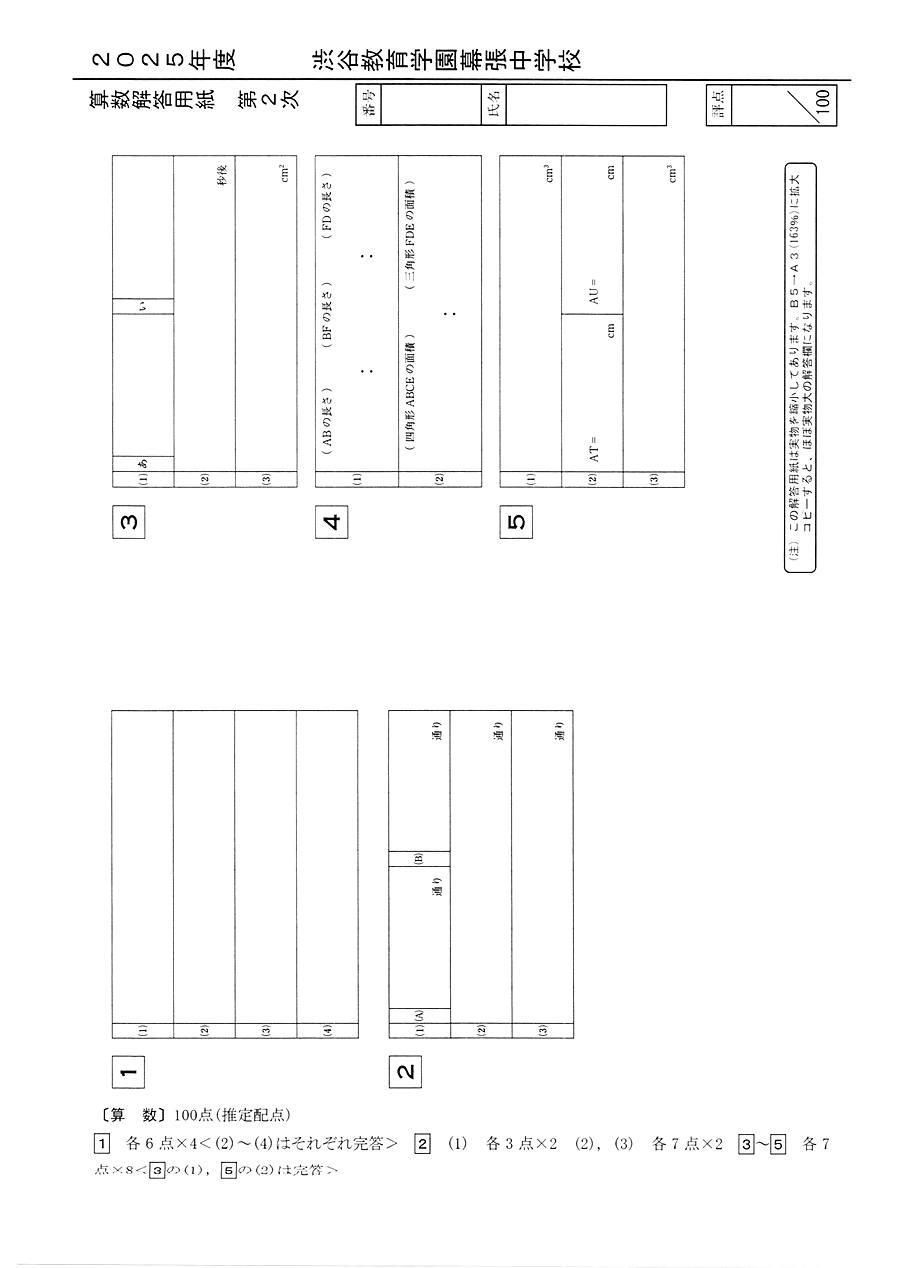 2025年度　渋谷教育学園幕張中学校
算数解答用紙　第2次
番号
氏名
評点
／100
1
(1)
(2)
(3)
(4)
2
(1) (A) 通り (B) 通り
(2) 通り
(3) 通り
3
(1) あ い
(2) 秒後
(3) cm²
4
(1) (ABの長さ) : (BFの長さ) : (FDの長さ)
(2) (四角形ABCEの面積) : (三角形FDEの面積)
5
(1) cm³
(2) AT= cm AU= cm
(3) cm³
(注) この解答用紙は実物を縮小してあります。B5→A3(163%)に拡大
コピーすると、ほぼ実物大の解答欄になります。
〔算　数〕100点(推定配点)
1 各6点×4＜(2)～(4)はそれぞれ完答＞ 2 (1) 各3点×2 (2), (3) 各7点×2 3～5 各7
点×8＜3の(1), 5の(2)は完答＞